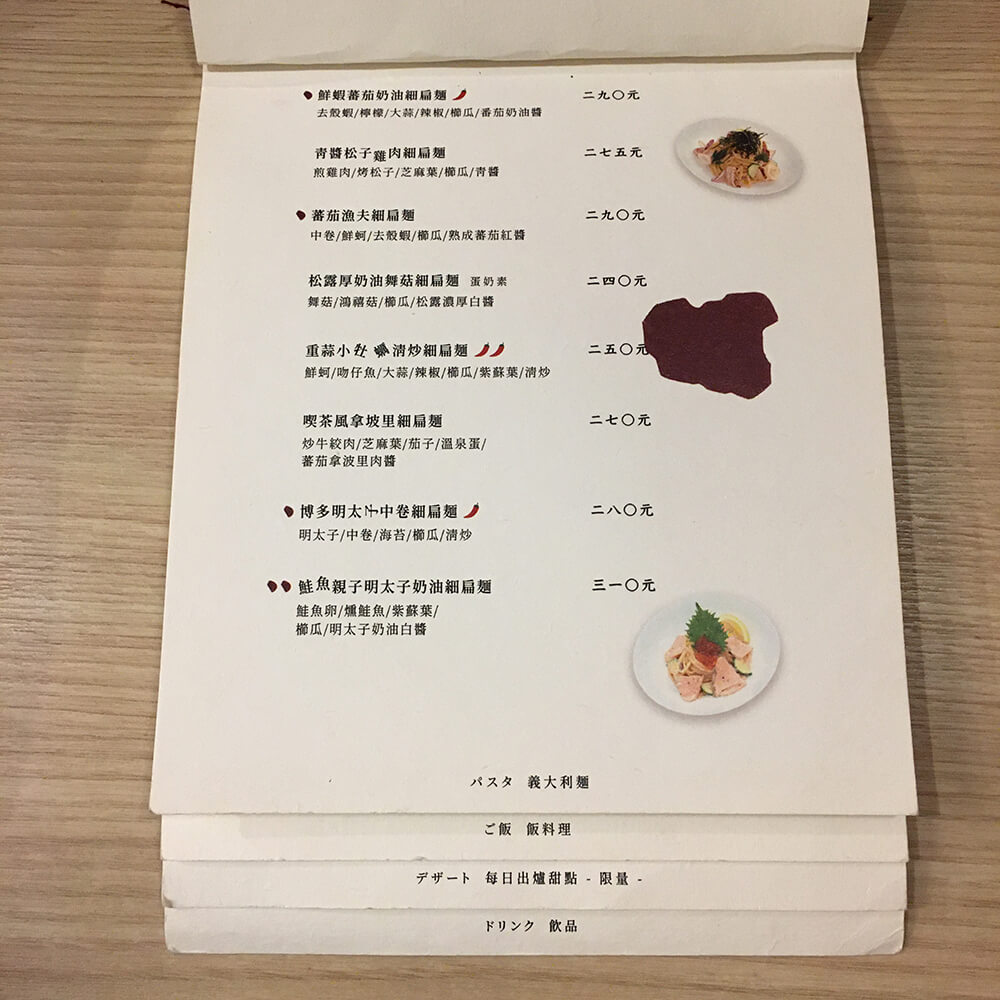 鮮蝦蕃茄奶油細扁麵 二九〇元
去殼蝦/檸檬/大蒜/辣椒/櫛瓜/番茄奶油醬
青醬松子雞肉細扁麵 二七五元
煎雞肉/烤松子/芝麻葉/櫛瓜/青醬
蕃茄漁夫細扁麵 二九〇元
中卷/鮮蚵/去殼蝦/櫛瓜/熟成蕃茄紅醬
松露厚奶油舞菇細扁麵 蛋奶素 二四〇元
舞菇/鴻禧菇/櫛瓜/松露濃厚白醬
重蒜小 清炒細扁麵 二五〇元
鮮蚵/吻仔魚/大蒜/辣椒/櫛瓜/紫蘇葉/清炒
喫茶風拿坡里細扁麵 二七〇元
炒牛絞肉/芝麻葉/茄子/溫泉蛋/
蕃茄拿波里肉醬
博多明太子中卷細扁麵 二八〇元
明太子/中卷/海苔/櫛瓜/清炒
鮭魚親子明太子奶油細扁麵 三一〇元
鮭魚卵/燻鮭魚/紫蘇葉/
櫛瓜/明太子奶油白醬
パスタ 義大利麵
ご飯 飯料理
デザート 每日出爐甜點 - 限量 -
ドリンク 飲品